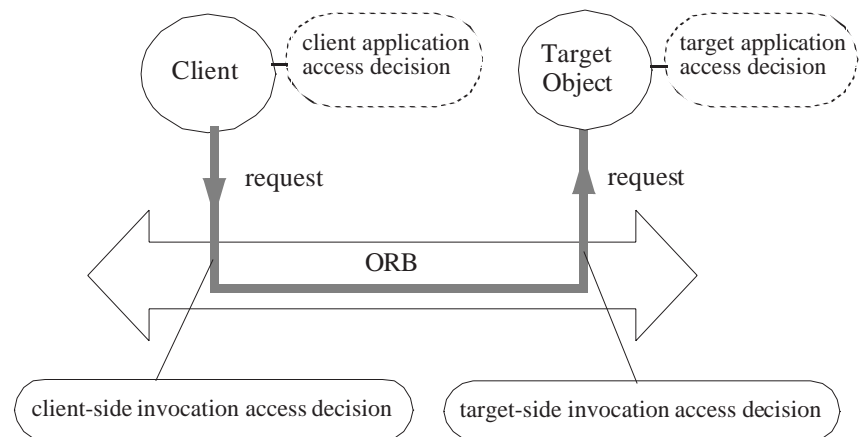 Client
client application
access decision
Target
Object
target application
access decision
request
request
ORB
client-side invocation access decision
target-side invocation access decision